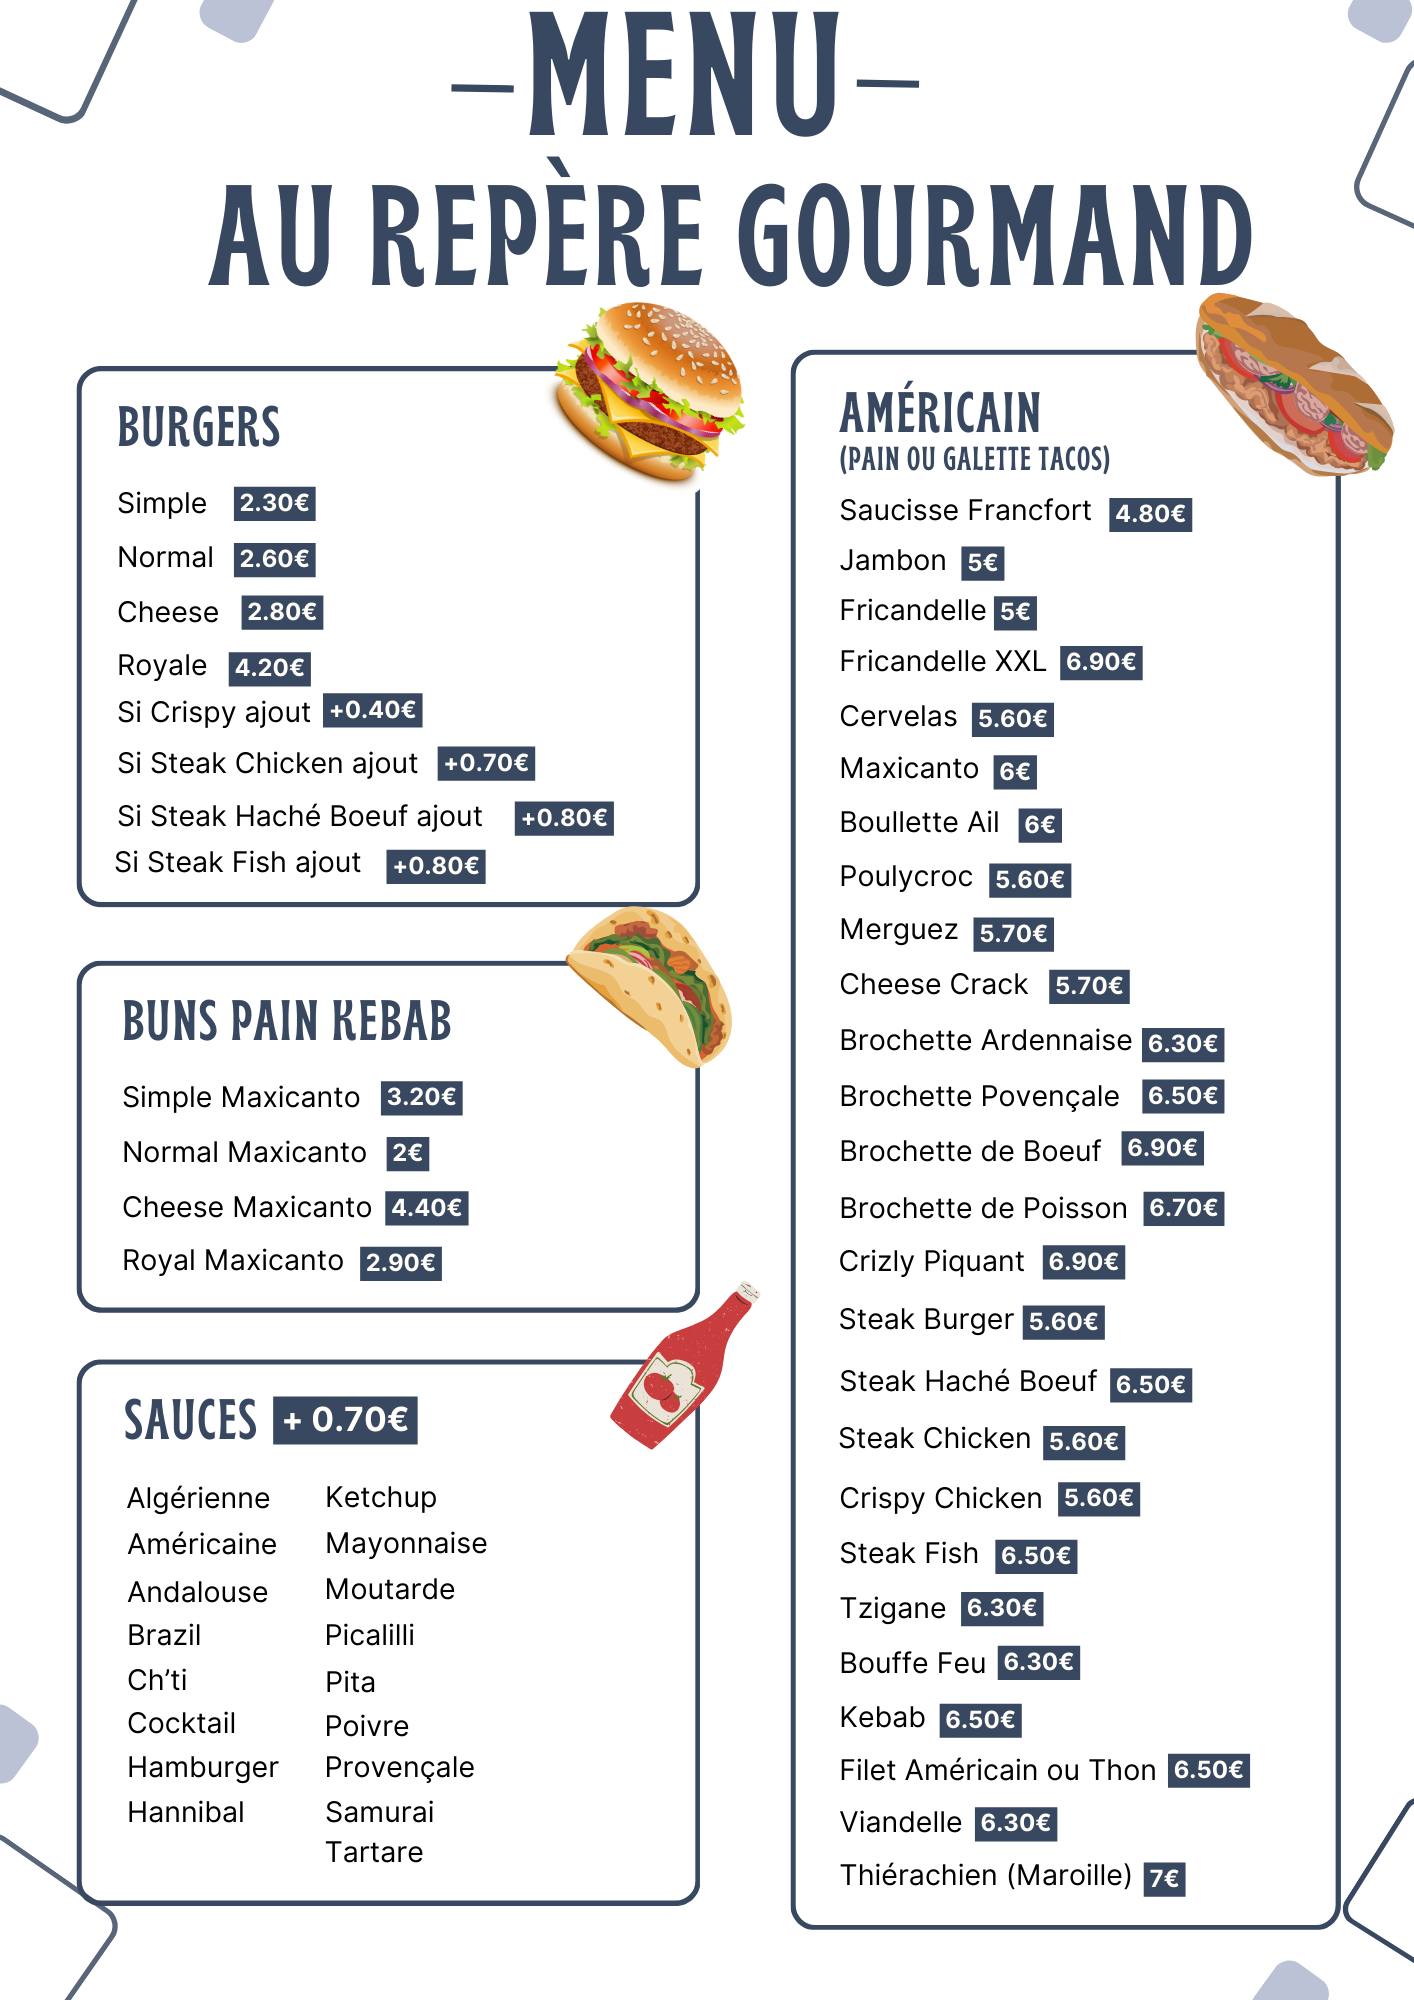 MENU
AU REPÈRE GOURMAND
BURGERS
Simple 2.30€
Normal 2.60€
Cheese 2.80€
Royale 4.20€
Si Crispy ajout +0.40€
Si Steak Chicken ajout +0.70€
Si Steak Haché Boeuf ajout +0.80€
Si Steak Fish ajout +0.80€
BUNS PAIN KEBAB
Simple Maxicanto 3.20€
Normal Maxicanto 2€
Cheese Maxicanto 4.40€
Royal Maxicanto 2.90€
SAUCES + 0.70€
Algérienne
Américaine
Andalouse
Brazil
Ch’ti
Cocktail
Hamburger
Hannibal
Ketchup
Mayonnaise
Moutarde
Picalilli
Pita
Poivre
Provençale
Samurai
Tartare
AMÉRICAIN
(PAIN OU GALETTE TACOS)
Saucisse Francfort 4.80€
Jambon 5€
Fricandelle 5€
Fricandelle XXL 6.90€
Cervelas 5.60€
Maxicanto 6€
Boullette Ail 6€
Poulycroc 5.60€
Merguez 5.70€
Cheese Crack 5.70€
Brochette Ardennaise 6.30€
Brochette Povençale 6.50€
Brochette de Boeuf 6.90€
Brochette de Poisson 6.70€
Crizly Piquant 6.90€
Steak Burger 5.60€
Steak Haché Boeuf 6.50€
Steak Chicken 5.60€
Crispy Chicken 5.60€
Steak Fish 6.50€
Tzigane 6.30€
Bouffe Feu 6.30€
Kebab 6.50€
Filet Américain ou Thon 6.50€
Viandelle 6.30€
Thiérachien (Maroille) 7€